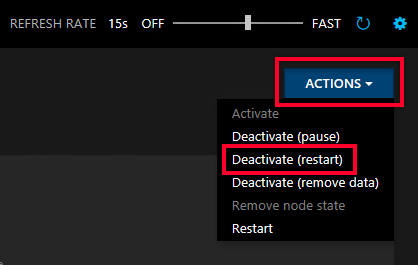 REFRESH RATE 15s OFF FAST
ACTIONS
Activate
Deactivate (pause)
Deactivate (restart)
Deactivate (remove data)
Remove node state
Restart